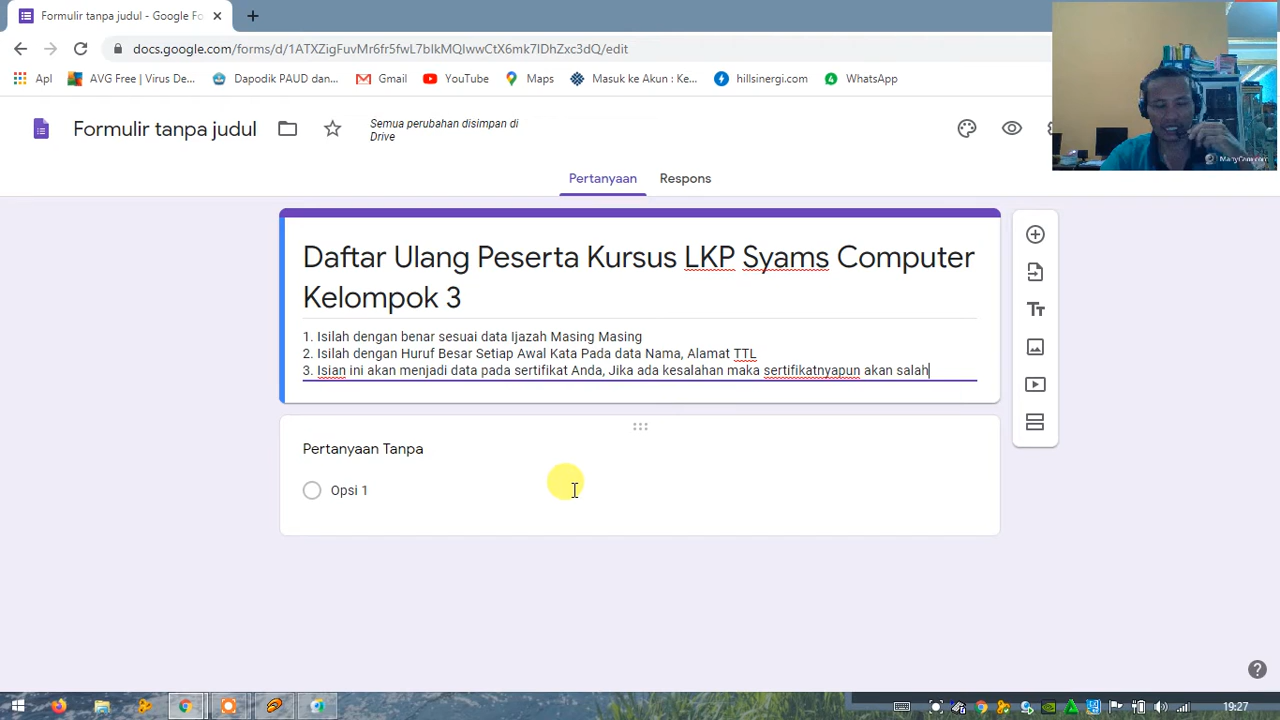 Formulir tanpa judul - Google Fo
docs.google.com/forms/d/1ATXZigFuvMr6fr5fwL7bIkMQIwwCtX6mk7lDhZxc3dQ/edit
Apl
AVG Free | Virus De...
Dapodik PAUD dan...
Gmail
YouTube
Maps
Masuk ke Akun : Ke...
hillsinergi.com
WhatsApp
ManyCam.com
Formulir tanpa judul
Semua perubahan disimpan di
Drive
Pertanyaan
Respons
Daftar Ulang Peserta Kursus LKP Syams Computer
Kelompok 3
1. Isilah dengan benar sesuai data Ijazah Masing Masing
2. Isilah dengan Huruf Besar Setiap Awal Kata Pada data Nama, Alamat TTL
3. Isian ini akan menjadi data pada sertifikat Anda, Jika ada kesalahan maka sertifikatnyapun akan salah
Pertanyaan Tanpa
Opsi 1
19:27